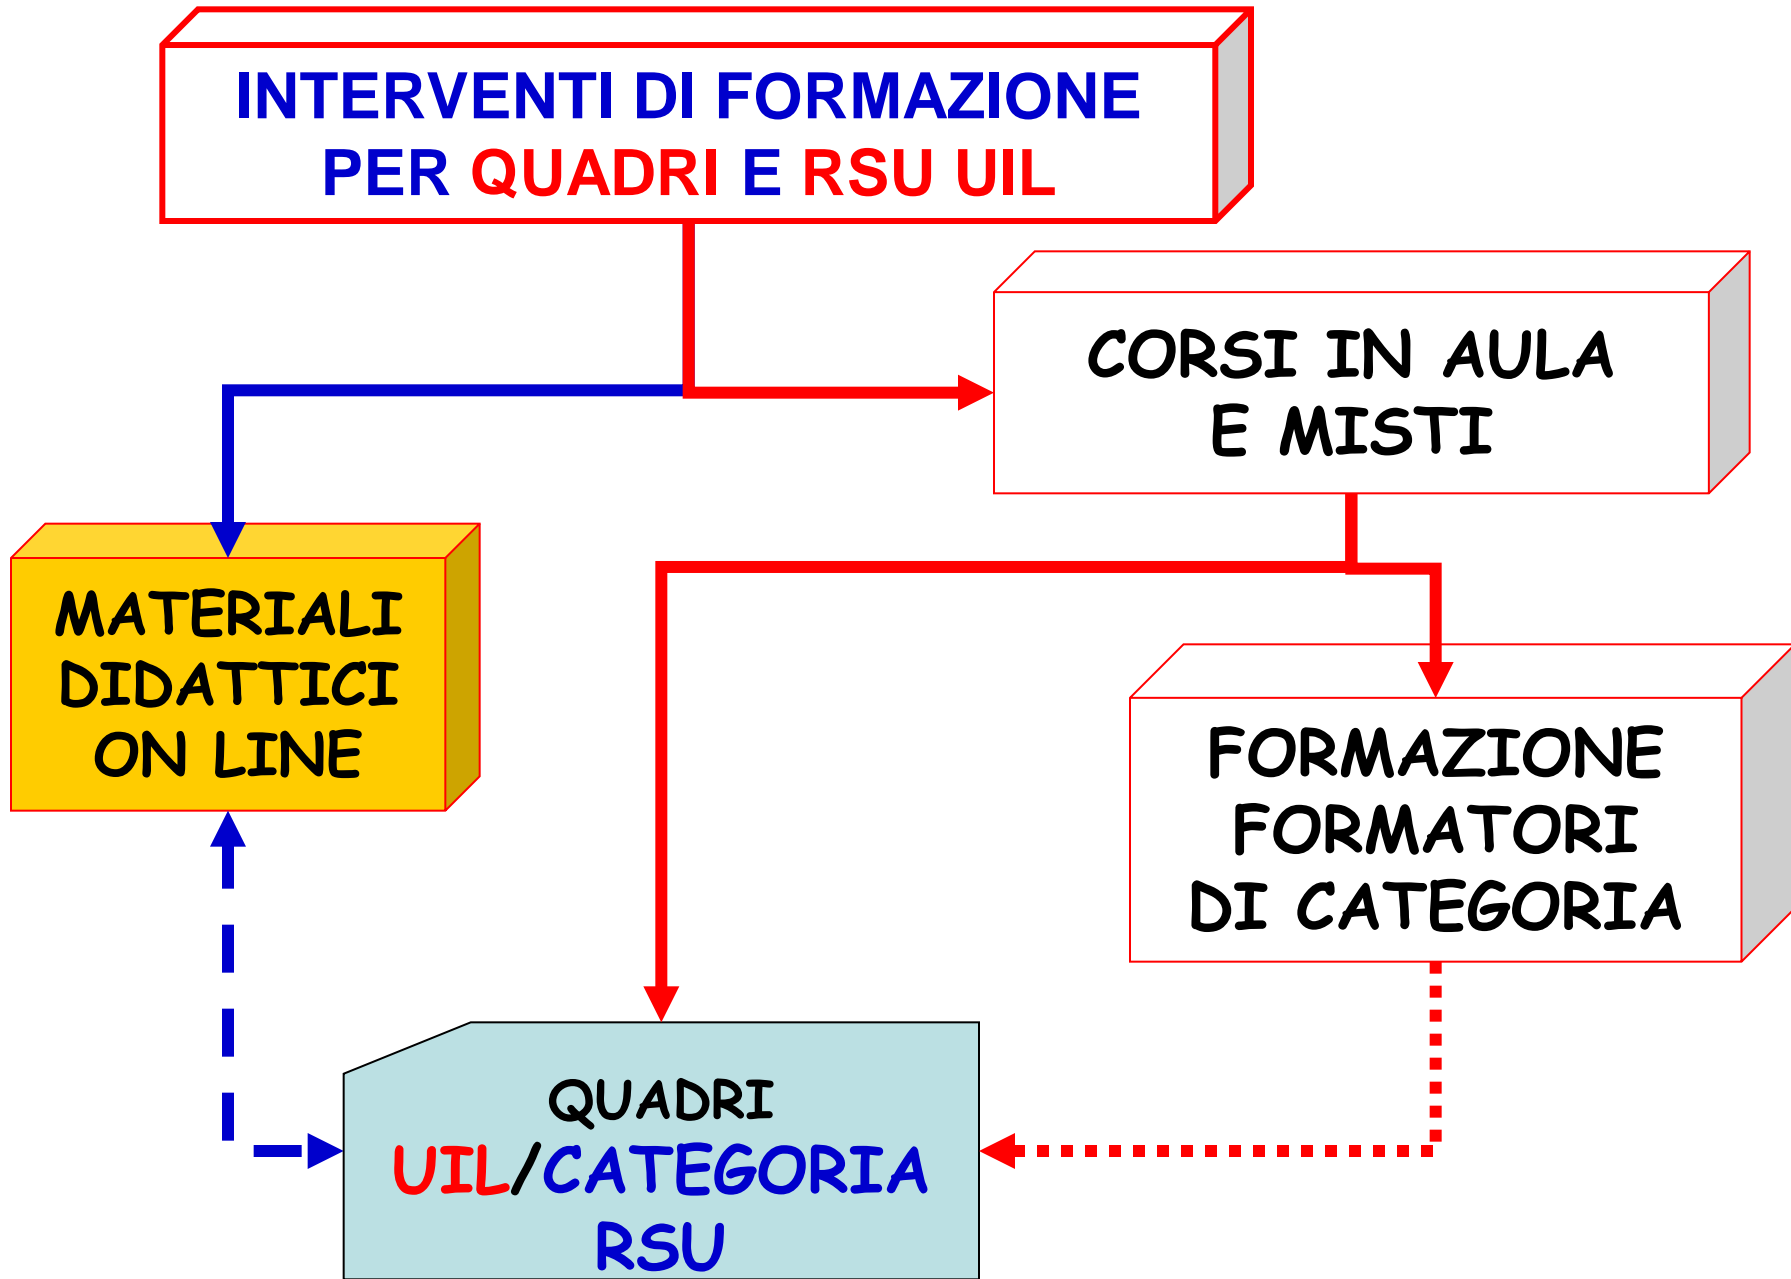 INTERVENTI DI FORMAZIONE
PER QUADRI E RSU UIL
CORSI IN AULA
E MISTI
MATERIALI
DIDATTICI
ON LINE
FORMAZIONE
FORMATORI
DI CATEGORIA
QUADRI
UIL/CATEGORIA
RSU